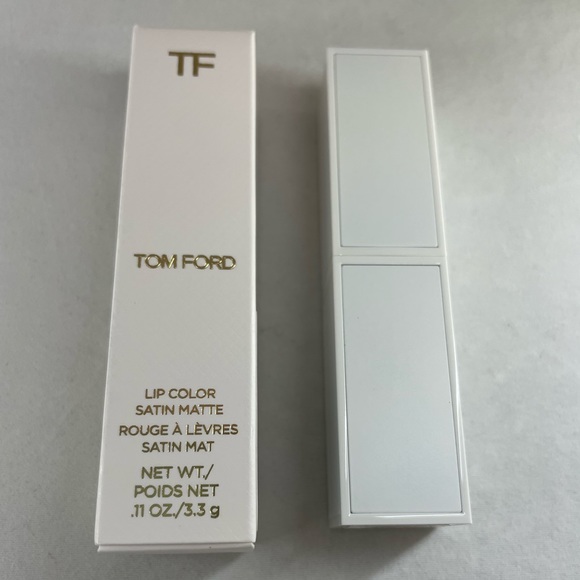 TF
TOM FORD
LIP COLOR
SATIN MATTE
ROUGE À LÈVRES
SATIN MAT
NET WT./
POIDS NET
.11 OZ./3.3 g